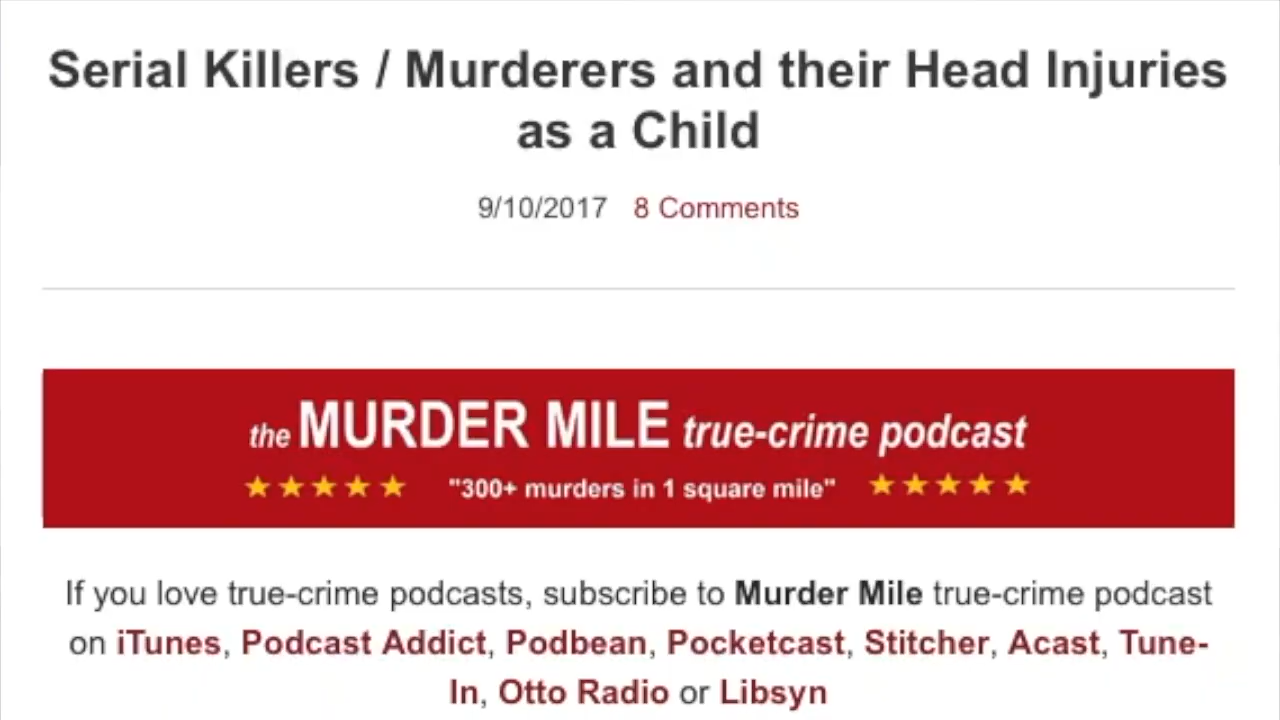 Serial Killers / Murderers and their Head Injuries
as a Child
9/10/2017 8 Comments
the MURDER MILE true-crime podcast
★★★★★ "300+ murders in 1 square mile" ★★★★★
If you love true-crime podcasts, subscribe to Murder Mile true-crime podcast
on iTunes, Podcast Addict, Podbean, Pocketcast, Stitcher, Acast, Tune-
In, Otto Radio or Libsyn